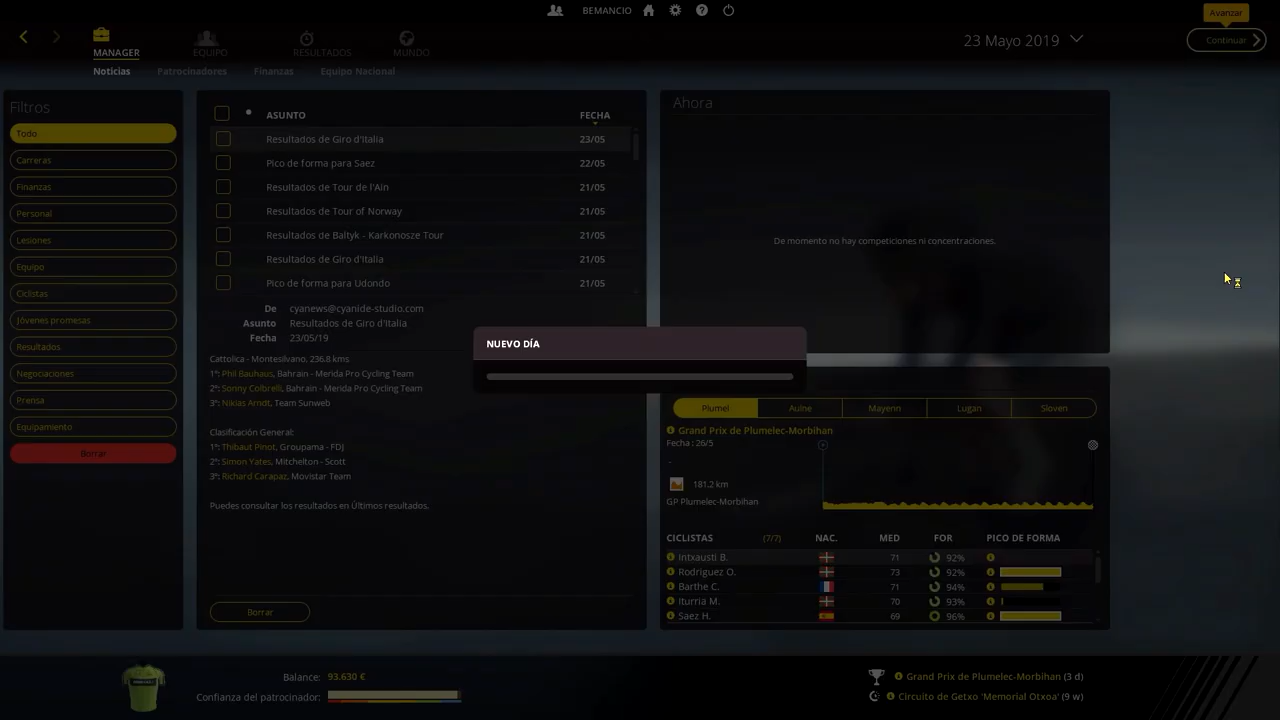 BEMANCIO
Avanzar
MANAGER
EQUIPO
RESULTADOS
MUNDO
23 Mayo 2019
Continuar
Noticias
Patrocinadores
Finanzas
Equipo Nacional
Filtros
Todo
Carreras
Finanzas
Personal
Lesiones
Equipo
Ciclistas
Jóvenes promesas
Resultados
Negociaciones
Prensa
Equipamiento
Borrar
ASUNTO FECHA
Resultados de Giro d'Italia 23/05
Pico de forma para Saez 22/05
Resultados de Tour de l'Ain 21/05
Resultados de Tour of Norway 21/05
Resultados de Baltyk - Karkonosze Tour 21/05
Resultados de Giro d'Italia 21/05
Pico de forma para Udondo 21/05
De cyanews@cyanide-studio.com
Asunto Resultados de Giro d'Italia
Fecha 23/05/19
Cattolica - Montesilvano. 236.8 kms
1º: Phil Bauhaus, Bahrain - Merida Pro Cycling Team
2º: Sonny Colbrelli, Bahrain - Merida Pro Cycling Team
3º: Nikias Arndt, Team Sunweb
Clasificación General:
1º: Thibaut Pinot, Groupama - FDJ
2º: Simon Yates, Mitchelton - Scott
3º: Richard Carapaz, Movistar Team
Puedes consultar los resultados en Últimos resultados.
Borrar
NUEVO DÍA
Ahora
De momento no hay competiciones ni concentraciones.
Plumel Aulne Mayenn Lugan Sloven
Grand Prix de Plumelec-Morbihan
Fecha : 26/5
-
181.2 km
GP Plumelec-Morbihan
CICLISTAS (7/7) NAC. MED FOR PICO DE FORMA
Intxausti B. 71 92%
Rodriguez O. 73 92%
Barthe C. 71 94%
Iturria M. 70 93%
Saez H. 69 96%
Balance: 93.630 €
Confianza del patrocinador:
Grand Prix de Plumelec-Morbihan (3 d)
Circuito de Getxo 'Memorial Otxoa' (9 w)